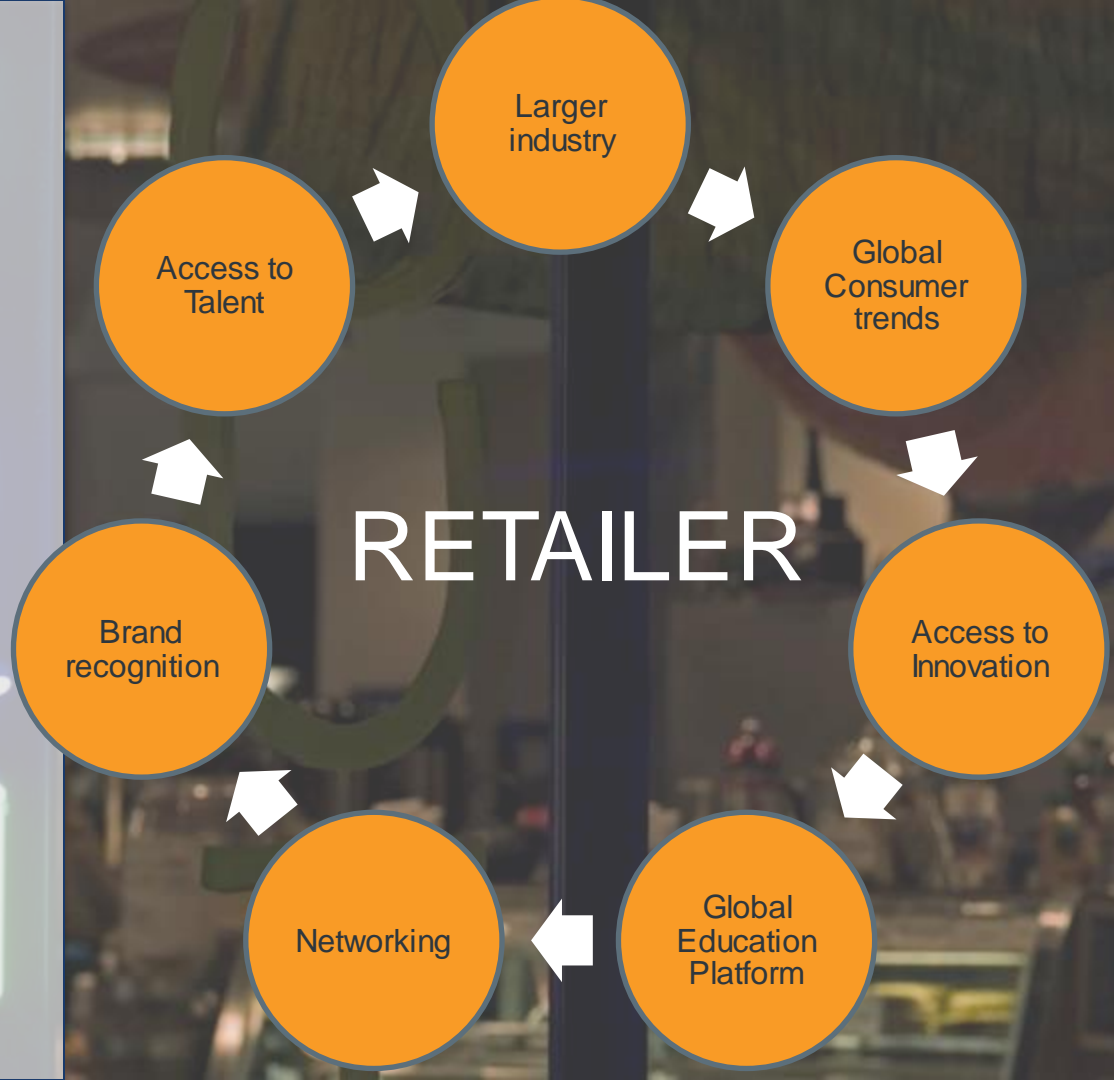 Larger
industry
Global
Consumer
trends
Access to
Innovation
Global
Education
Platform
Networking
Brand
recognition
Access to
Talent
RETAILER